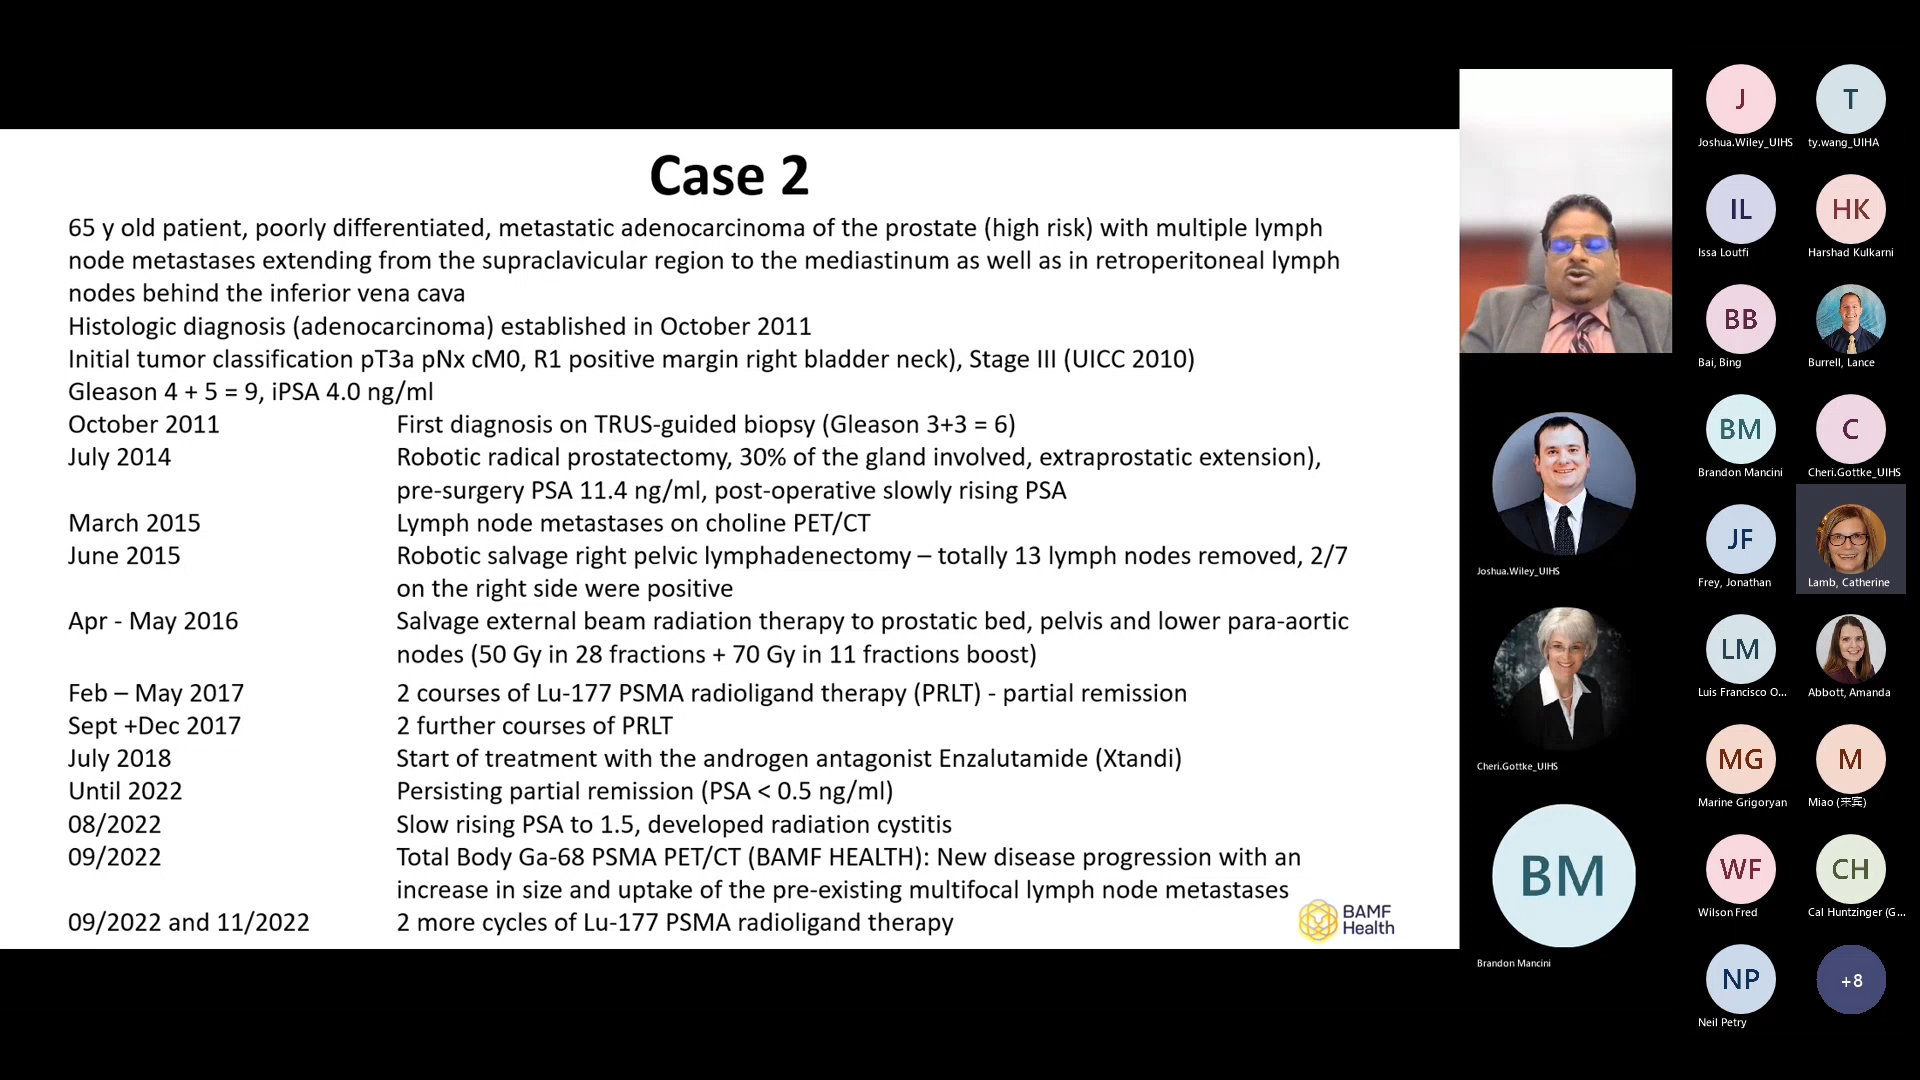 Case 2
65 y old patient, poorly differentiated, metastatic adenocarcinoma of the prostate (high risk) with multiple lymph
node metastases extending from the supraclavicular region to the mediastinum as well as in retroperitoneal lymph
nodes behind the inferior vena cava
Histologic diagnosis (adenocarcinoma) established in October 2011
Initial tumor classification pT3a pNx cM0, R1 positive margin right bladder neck), Stage III (UICC 2010)
Gleason 4 + 5 = 9, iPSA 4.0 ng/ml
October 2011 First diagnosis on TRUS-guided biopsy (Gleason 3+3 = 6)
July 2014 Robotic radical prostatectomy, 30% of the gland involved, extraprostatic extension),
pre-surgery PSA 11.4 ng/ml, post-operative slowly rising PSA
March 2015 Lymph node metastases on choline PET/CT
June 2015 Robotic salvage right pelvic lymphadenectomy – totally 13 lymph nodes removed, 2/7
on the right side were positive
Apr - May 2016 Salvage external beam radiation therapy to prostatic bed, pelvis and lower para-aortic
nodes (50 Gy in 28 fractions + 70 Gy in 11 fractions boost)
Feb – May 2017 2 courses of Lu-177 PSMA radioligand therapy (PRLT) - partial remission
Sept +Dec 2017 2 further courses of PRLT
July 2018 Start of treatment with the androgen antagonist Enzalutamide (Xtandi)
Until 2022 Persisting partial remission (PSA < 0.5 ng/ml)
08/2022 Slow rising PSA to 1.5, developed radiation cystitis
09/2022 Total Body Ga-68 PSMA PET/CT (BAMF HEALTH): New disease progression with an
increase in size and uptake of the pre-existing multifocal lymph node metastases
09/2022 and 11/2022 2 more cycles of Lu-177 PSMA radioligand therapy
BAMF
Health
Joshua.Wiley_UIHS
Cheri.Gottke_UIHS
BM
Brandon Mancini
J T
Joshua.Wiley_UIHS ty.wang_UIHA
IL HK
Issa Loutfi Harshad Kulkarni
BB
Bai, Bing Burrell, Lance
BM C
Brandon Mancini Cheri.Gottke_UIHS
JF
Frey, Jonathan Lamb, Catherine
LM
Luis Francisco O... Abbott, Amanda
MG M
Marine Grigoryan Miao (来宾)
WF CH
Wilson Fred Cal Huntzinger (G...
NP +8
Neil Petry